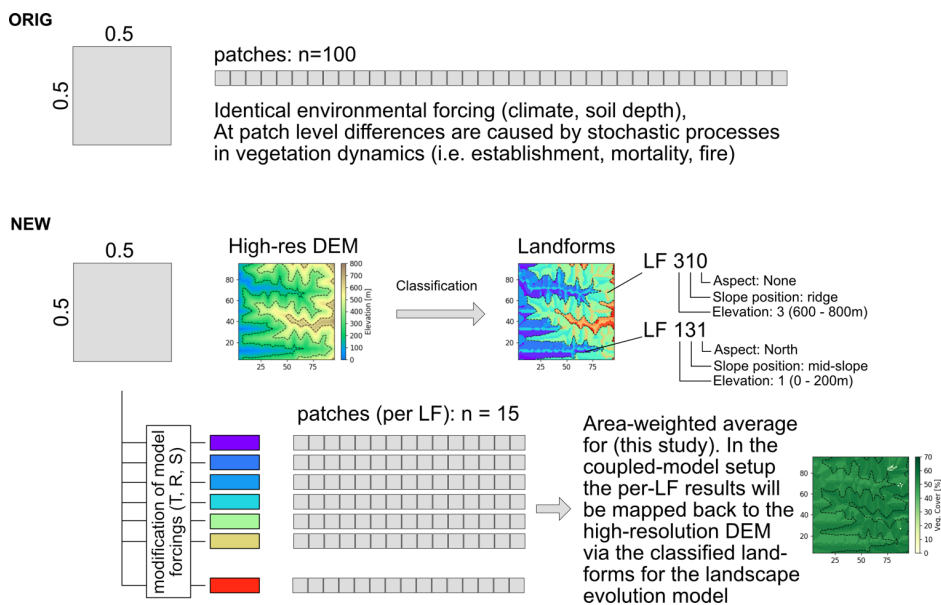 ORIG
0.5
0.5
patches: n=100
Identical environmental forcing (climate, soil depth),
At patch level differences are caused by stochastic processes
in vegetation dynamics (i.e. establishment, mortality, fire)
NEW
0.5
0.5
High-res DEM
80
60
40
20
25 50 75
800
700
600
500
400
300
200
100
0
Elevation [m]
Classification
Landforms
80
60
40
20
25 50 75
LF 310
Aspect: None
Slope position: ridge
Elevation: 3 (600 - 800m)
LF 131
Aspect: North
Slope position: mid-slope
Elevation: 1 (0 - 200m)
modification of model
forcings (T, R, S)
patches (per LF): n = 15
Area-weighted average
for (this study). In the
coupled-model setup
the per-LF results will
be mapped back to the
high-resolution DEM
via the classified land-
forms for the landscape
evolution model
80
60
40
20
25 50 75
70
60
50
40
30
20
10
0
Veg. Cover [%]